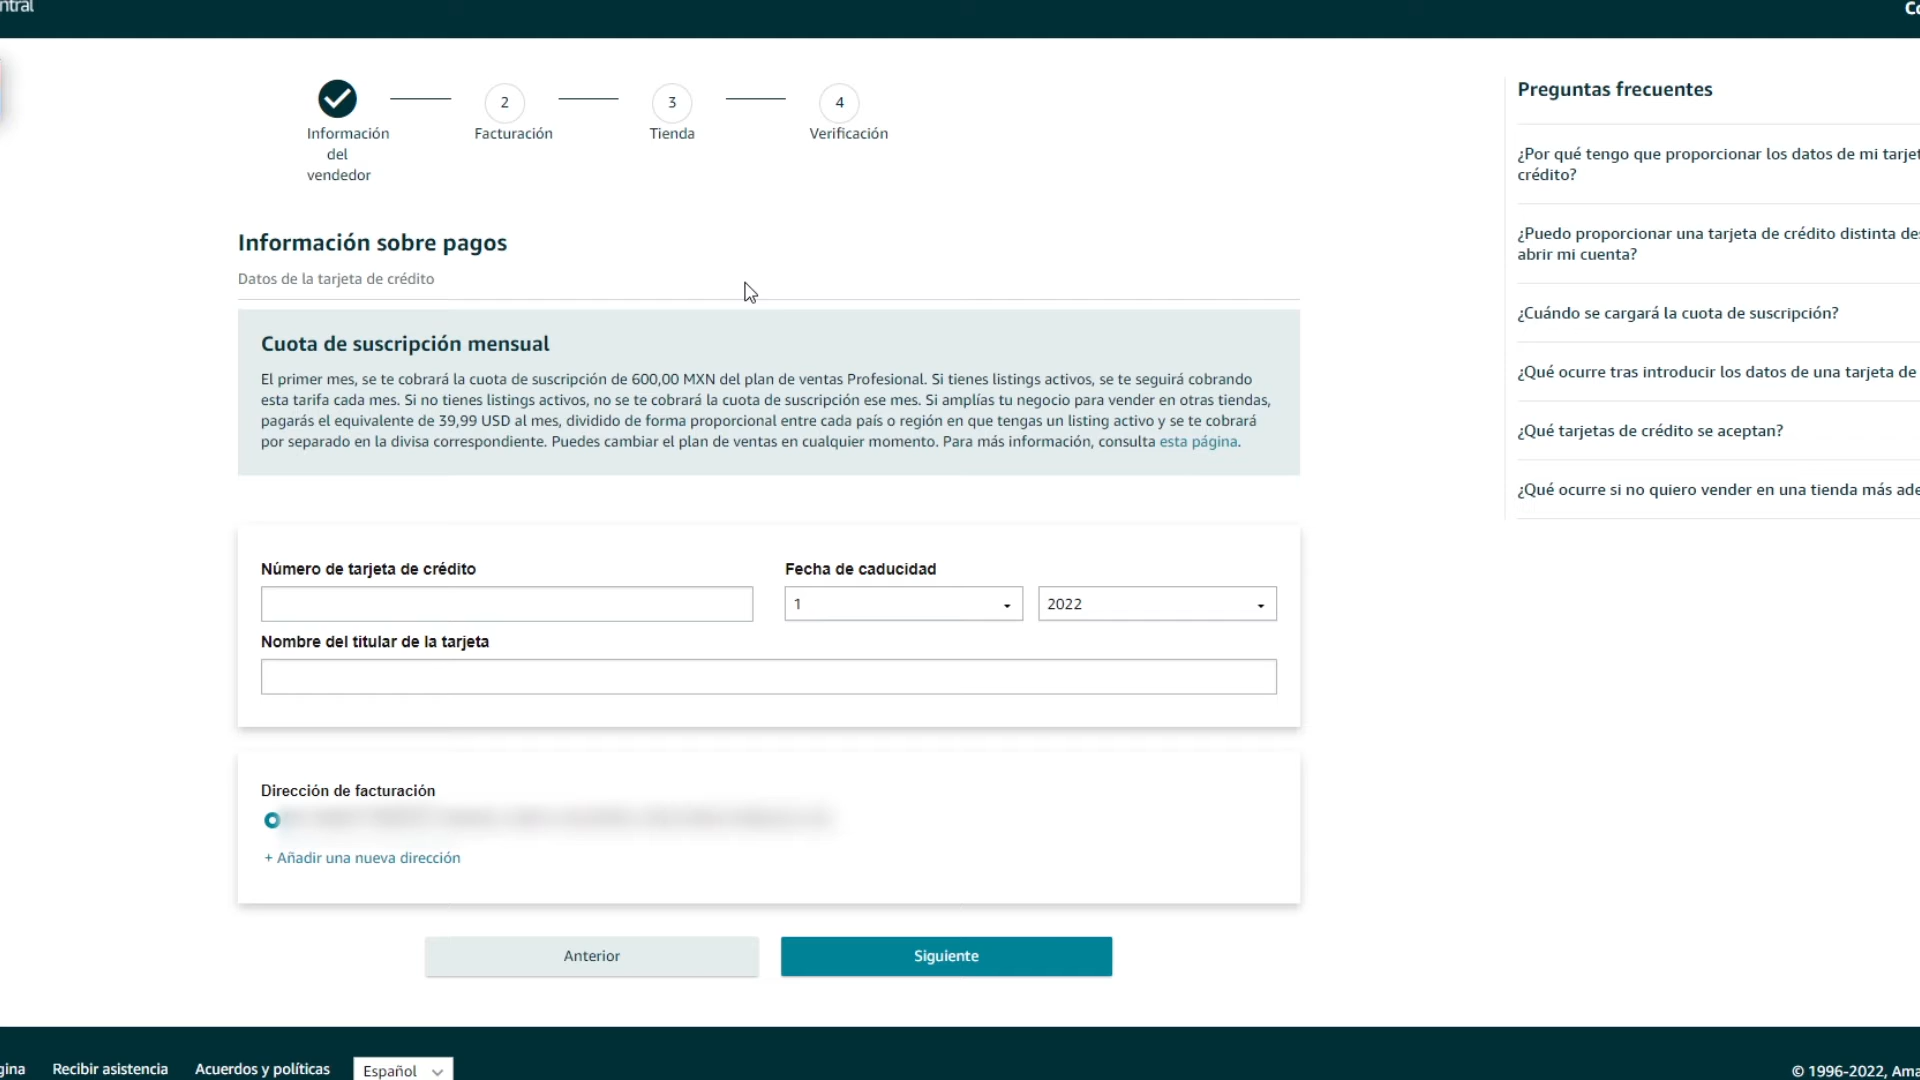 2
3
4
Información
del
vendedor
Facturación
Tienda
Verificación
Información sobre pagos
Datos de la tarjeta de crédito
Cuota de suscripción mensual
El primer mes, se te cobrará la cuota de suscripción de 600,00 MXN del plan de ventas Profesional. Si tienes listings activos, se te seguirá cobrando
esta tarifa cada mes. Si no tienes listings activos, no se te cobrará la cuota de suscripción ese mes. Si amplías tu negocio para vender en otras tiendas,
pagarás el equivalente de 39,99 USD al mes, dividido de forma proporcional entre cada país o región en que tengas un listing activo y se te cobrará
por separado en la divisa correspondiente. Puedes cambiar el plan de ventas en cualquier momento. Para más información, consulta esta página.
Número de tarjeta de crédito
Fecha de caducidad
1
2022
Nombre del titular de la tarjeta
Dirección de facturación
+ Añadir una nueva dirección
Anterior
Siguiente
Preguntas frecuentes
¿Por qué tengo que proporcionar los datos de mi
crédito?
¿Puedo proporcionar una tarjeta de crédito distinta
abrir mi cuenta?
¿Cuándo se cargará la cuota de suscripción?
¿Qué ocurre tras introducir los datos de una tarjeta de
¿Qué tarjetas de crédito se aceptan?
¿Qué ocurre si no quiero vender en una tienda más
Recibir asistencia
Acuerdos y políticas
Español
© 1996-2022,